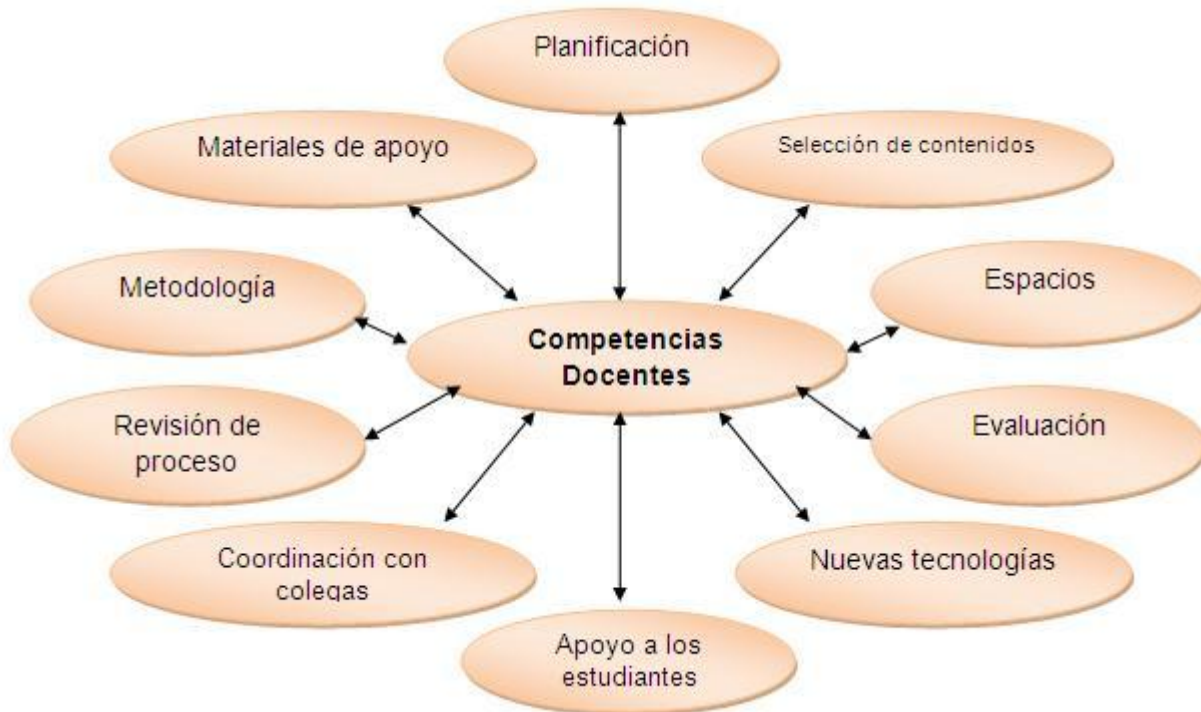 Planificación
Materiales de apoyo
Selección de contenidos
Metodología
Espacios
Competencias
Docentes
Revisión de
proceso
Evaluación
Coordinación con
colegas
Nuevas tecnologías
Apoyo a los
estudiantes